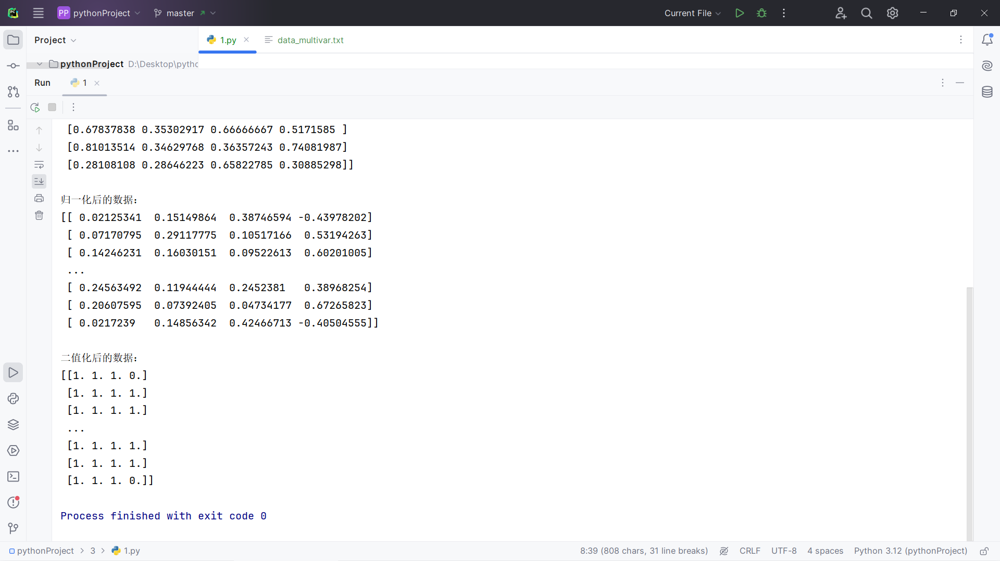 PP pythonProject master Current File
Project 1.py data_multivar.txt
pythonProject D:\Desktop\pytho
Run 1
[0.67837838 0.35302917 0.66666667 0.5171585 ]
[0.81013514 0.34629768 0.36357243 0.74081987]
[0.28108108 0.28646223 0.65822785 0.30885298]]
归一化后的数据：
[[ 0.02125341  0.15149864  0.38746594 -0.43978202]
[ 0.07170795  0.29117775  0.10517166  0.53194263]
[ 0.14246231  0.16030151  0.09522613  0.60201005]
...
[ 0.24563492  0.11944444  0.2452381   0.38968254]
[ 0.20607595  0.07392405  0.04734177  0.67265823]
[ 0.0217239   0.14856342  0.42466713 -0.40504555]]
二值化后的数据：
[[1. 1. 1. 0.]
[1. 1. 1. 1.]
[1. 1. 1. 1.]
...
[1. 1. 1. 1.]
[1. 1. 1. 1.]
[1. 1. 1. 0.]]
Process finished with exit code 0
pythonProject > 3 > 1.py 8:39 (808 chars, 31 line breaks) CRLF UTF-8 4 spaces Python 3.12 (pythonProject)